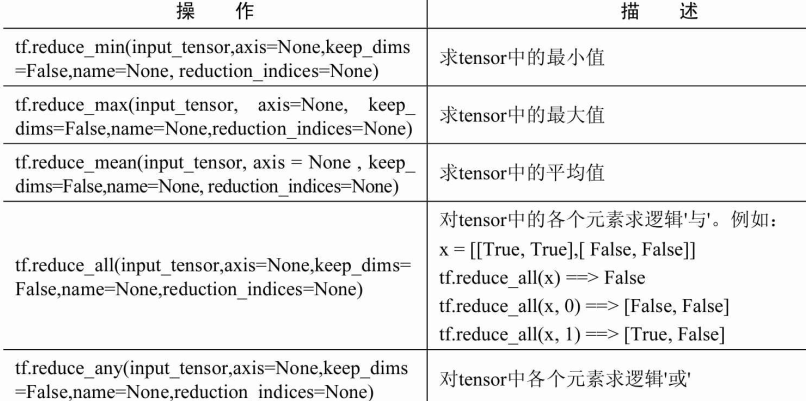 操 作 描 述
tf.reduce_min(input_tensor,axis=None,keep_dims
=False,name=None, reduction_indices=None)
求tensor中的最小值
tf.reduce_max(input_tensor, axis=None, keep_
dims=False,name=None,reduction_indices=None)
求tensor中的最大值
tf.reduce_mean(input_tensor, axis = None , keep_
dims=False,name=None, reduction_indices=None)
求tensor中的平均值
tf.reduce_all(input_tensor,axis=None,keep_dims=
False,name=None,reduction_indices=None)
对tensor中的各个元素求逻辑'与'。例如：
x = [[True, True],[ False, False]]
tf.reduce_all(x) ==> False
tf.reduce_all(x, 0) ==> [False, False]
tf.reduce_all(x, 1) ==> [True, False]
tf.reduce_any(input_tensor,axis=None,keep_dims
=False,name=None,reduction_indices=None)
对tensor中各个元素求逻辑'或'